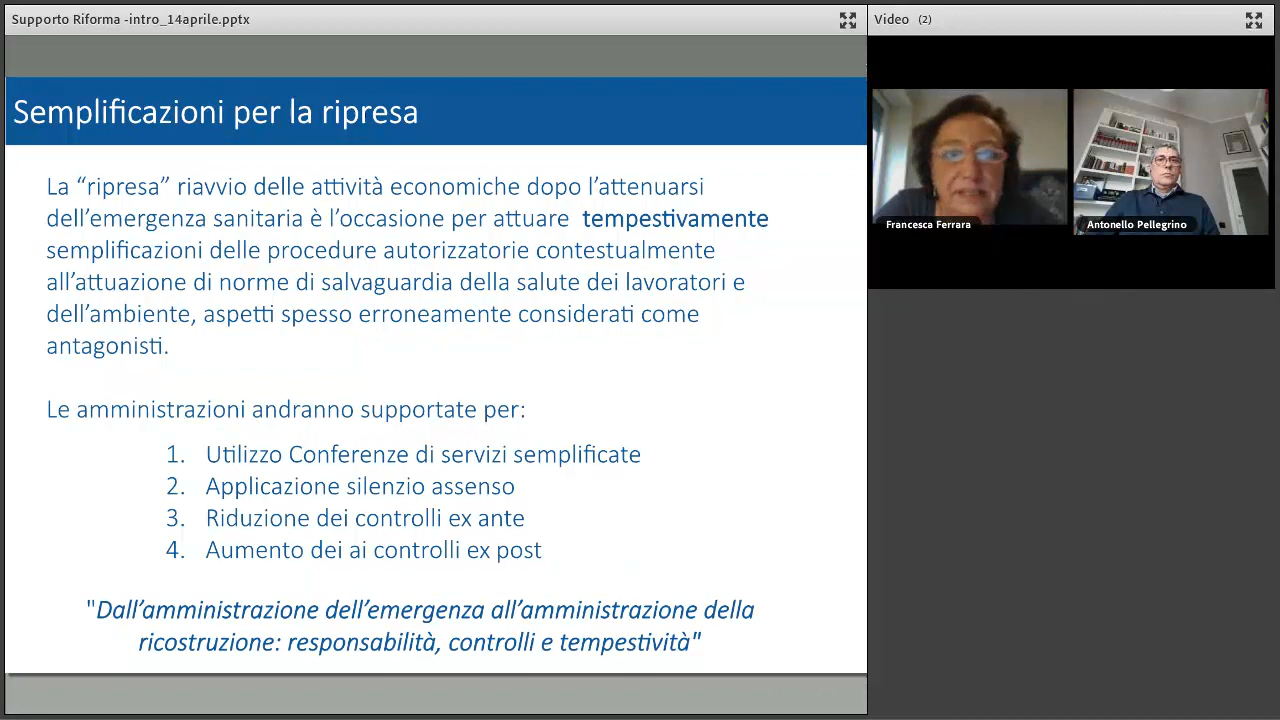 Supporto Riforma -intro_14aprile.pptx
Video (2)
Semplificazioni per la ripresa
La “ripresa” riavvio delle attività economiche dopo l’attenuarsi
dell’emergenza sanitaria è l’occasione per attuare tempestivamente
semplificazioni delle procedure autorizzatorie contestualmente
all’attuazione di norme di salvaguardia della salute dei lavoratori e
dell’ambiente, aspetti spesso erroneamente considerati come
antagonisti.
Le amministrazioni andranno supportate per:
1. Utilizzo Conferenze di servizi semplificate
2. Applicazione silenzio assenso
3. Riduzione dei controlli ex ante
4. Aumento dei ai controlli ex post
"Dall’amministrazione dell’emergenza all’amministrazione della
ricostruzione: responsabilità, controlli e tempestività"
Francesca Ferrara
Antonello Pellegrino